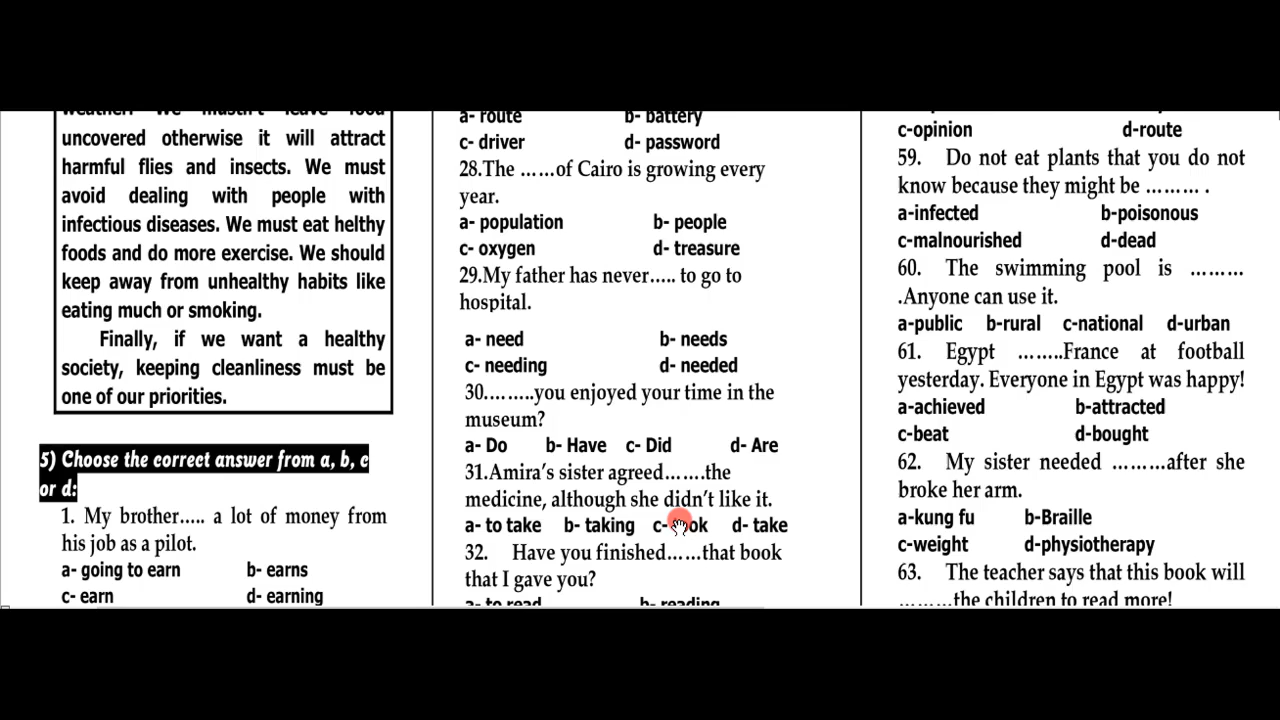 uncovered otherwise it will attract
harmful flies and insects. We must
avoid dealing with people with
infectious diseases. We must eat helthy
foods and do more exercise. We should
keep away from unhealthy habits like
eating much or smoking.
Finally, if we want a healthy
society, keeping cleanliness must be
one of our priorities.
5) Choose the correct answer from a, b, c
or d:
1. My brother….. a lot of money from
his job as a pilot.
a- going to earn b- earns
c- earn d- earning
a- route b- battery
c- driver d- password
28.The ……of Cairo is growing every
year.
a- population b- people
c- oxygen d- treasure
29.My father has never….. to go to
hospital.
a- need b- needs
c- needing d- needed
30.……..you enjoyed your time in the
museum?
a- Do b- Have c- Did d- Are
31.Amira’s sister agreed…….the
medicine, although she didn’t like it.
a- to take b- taking c- d- take
32. Have you finished……that book
that I gave you?
a- to read b- reading
c-opinion d-route
59. Do not eat plants that you do not
know because they might be ……… .
a-infected b-poisonous
c-malnourished d-dead
60. The swimming pool is ………
.Anyone can use it.
a-public b-rural c-national d-urban
61. Egypt ……..France at football
yesterday. Everyone in Egypt was happy!
a-achieved b-attracted
c-beat d-bought
62. My sister needed ………after she
broke her arm.
a-kung fu b-Braille
c-weight d-physiotherapy
63. The teacher says that this book will
………the children to read more!